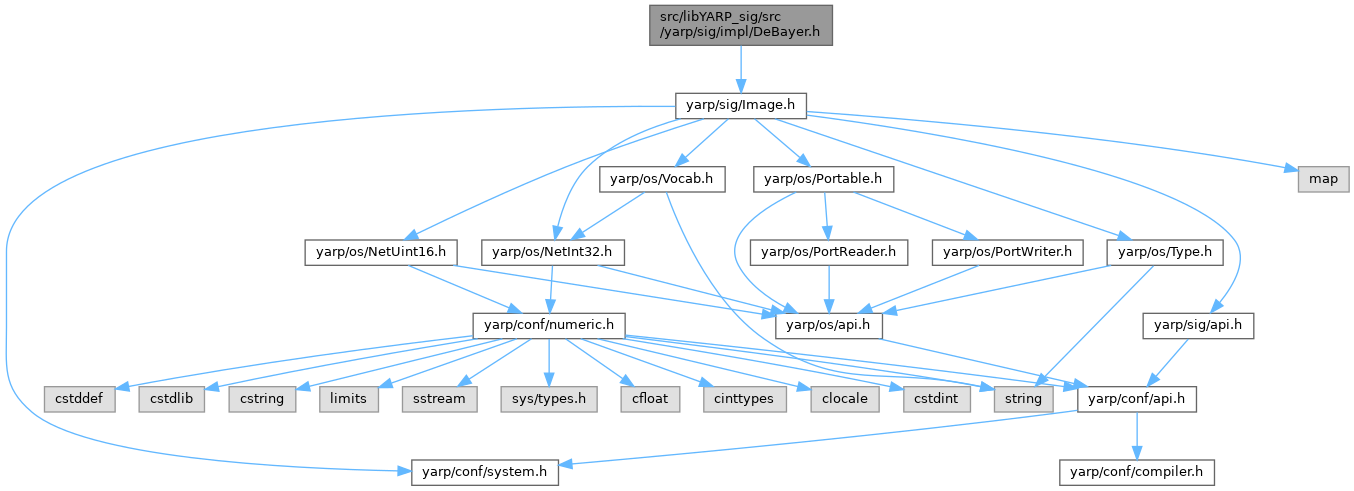 src/libYARP_sig/src
/yarp/sig/impl/DeBayer.h
yarp/sig/Image.h
yarp/os/Vocab.h
yarp/os/Portable.h
map
yarp/os/NetUint16.h
yarp/os/NetInt32.h
yarp/os/PortReader.h
yarp/os/PortWriter.h
yarp/os/Type.h
yarp/conf/numeric.h
yarp/os/api.h
yarp/sig/api.h
cstddef
cstdlib
cstring
limits
sstream
sys/types.h
cfloat
cinttypes
clocale
cstdint
string
yarp/conf/api.h
yarp/conf/system.h
yarp/conf/compiler.h